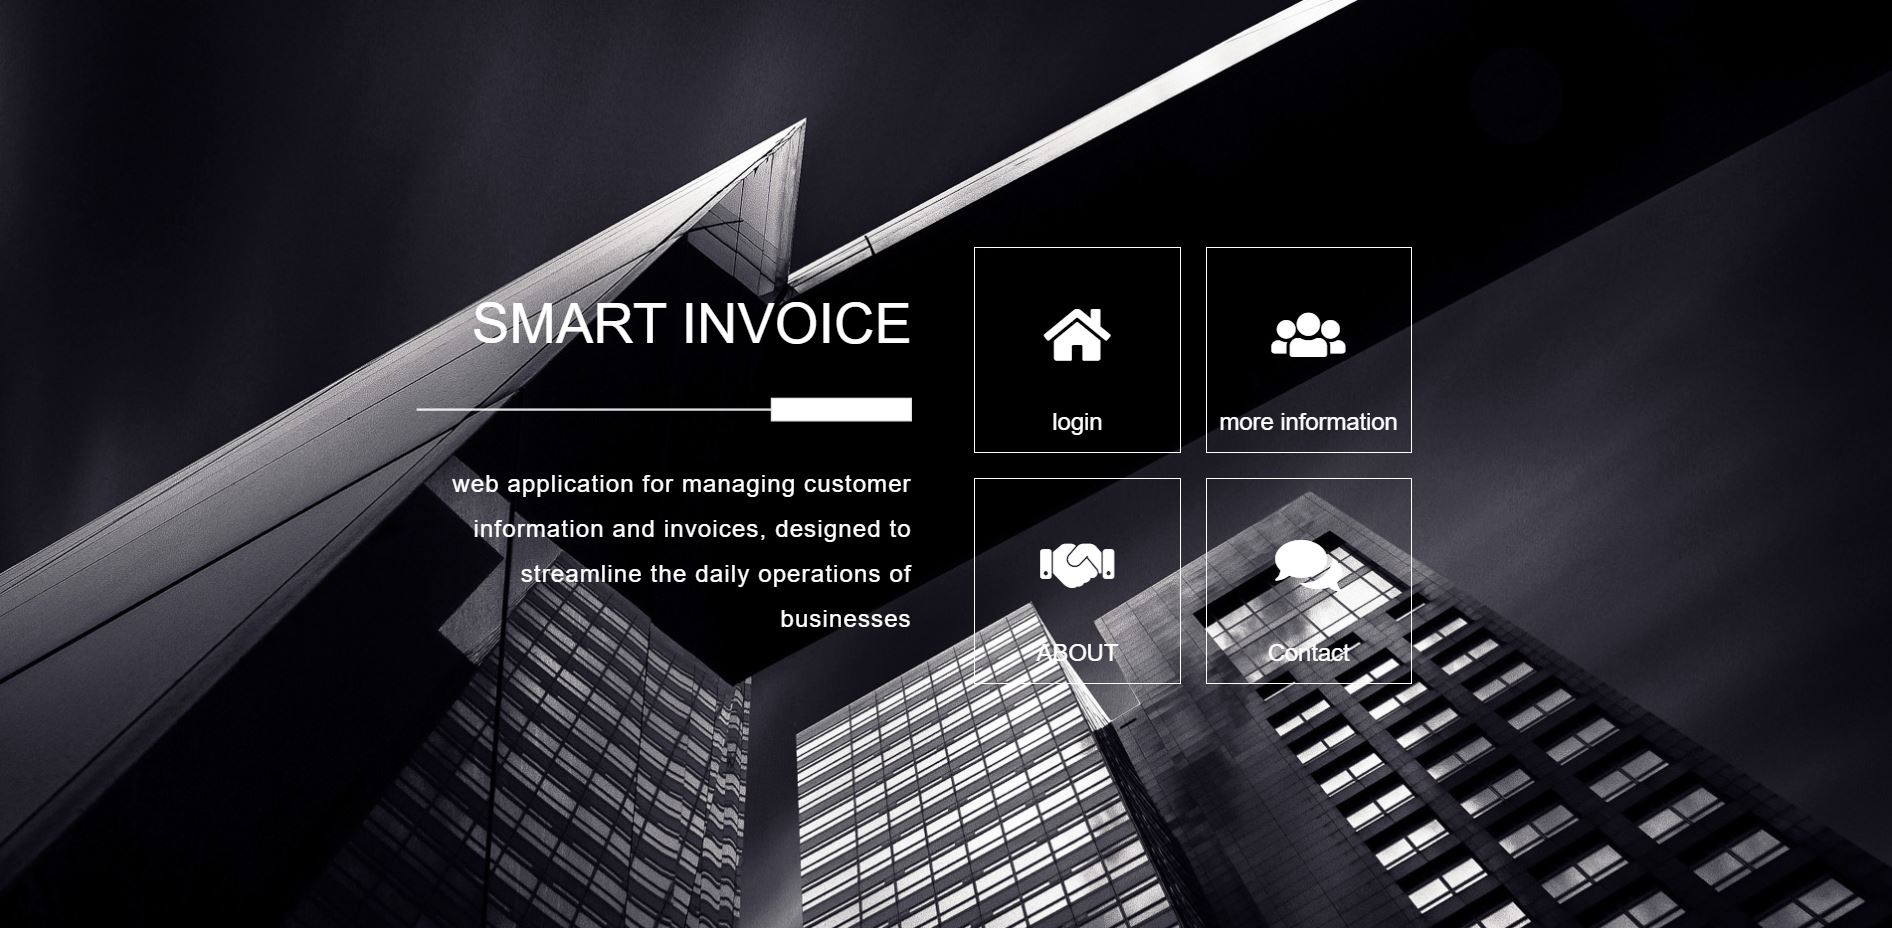 SMART INVOICE
web application for managing customer
information and invoices, designed to
streamline the daily operations of
businesses
login
more information
ABOUT
Contact